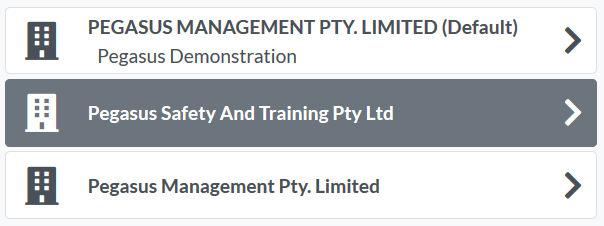 PEGASUS MANAGEMENT PTY. LIMITED (Default)
Pegasus Demonstration
Pegasus Safety And Training Pty Ltd
Pegasus Management Pty. Limited